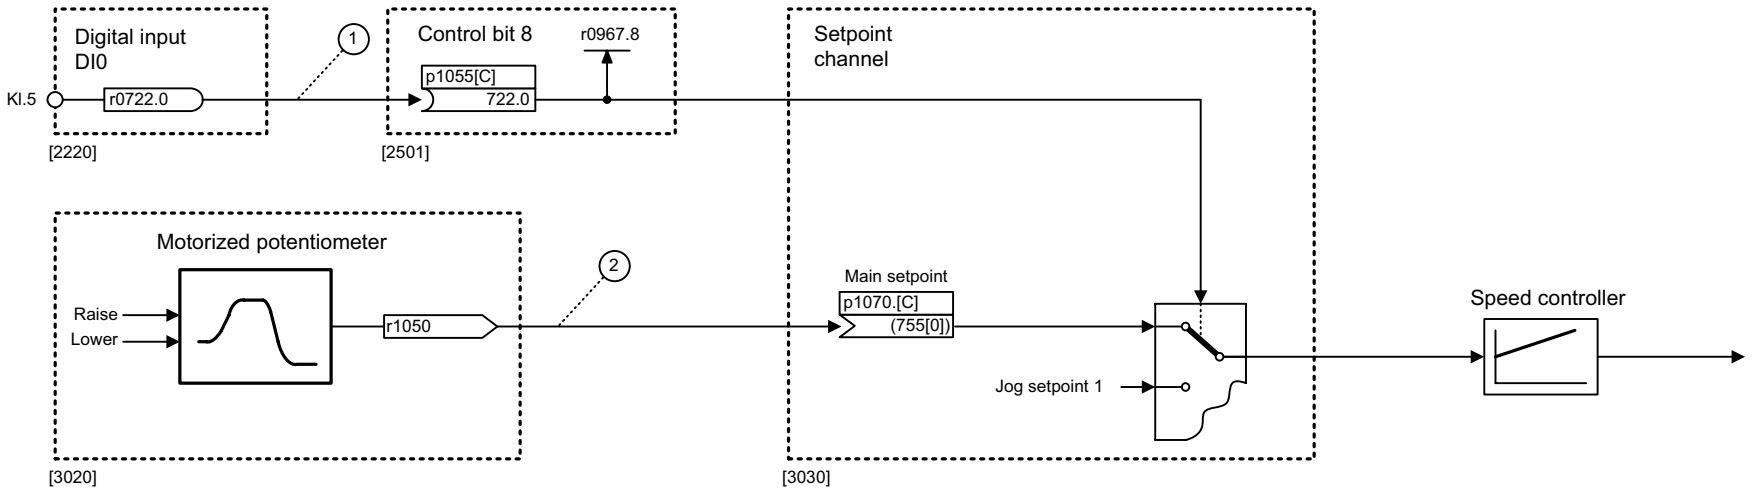 Digital input
DI0
1
Control bit 8
r0967.8
Setpoint
channel
p1055[C]
Kl.5
r0722.0
722.0
[2220]
[2501]
Motorized potentiometer
2
Main setpoint
p1070.[C]
Speed controller
Raise
r1050
(755[0])
Lower
Jog setpoint 1
[3020]
[3030]